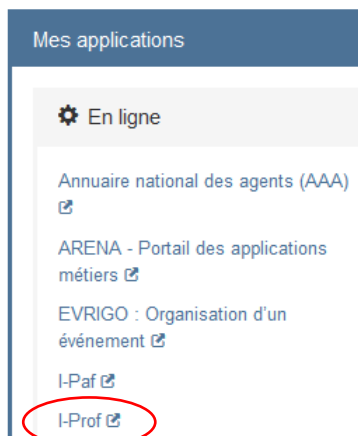 Mes applications
En ligne
Annuaire national des agents (AAA)
ARENA - Portail des applications
métiers
EVRIGO : Organisation d'un
événement
I-Paf
I-Prof